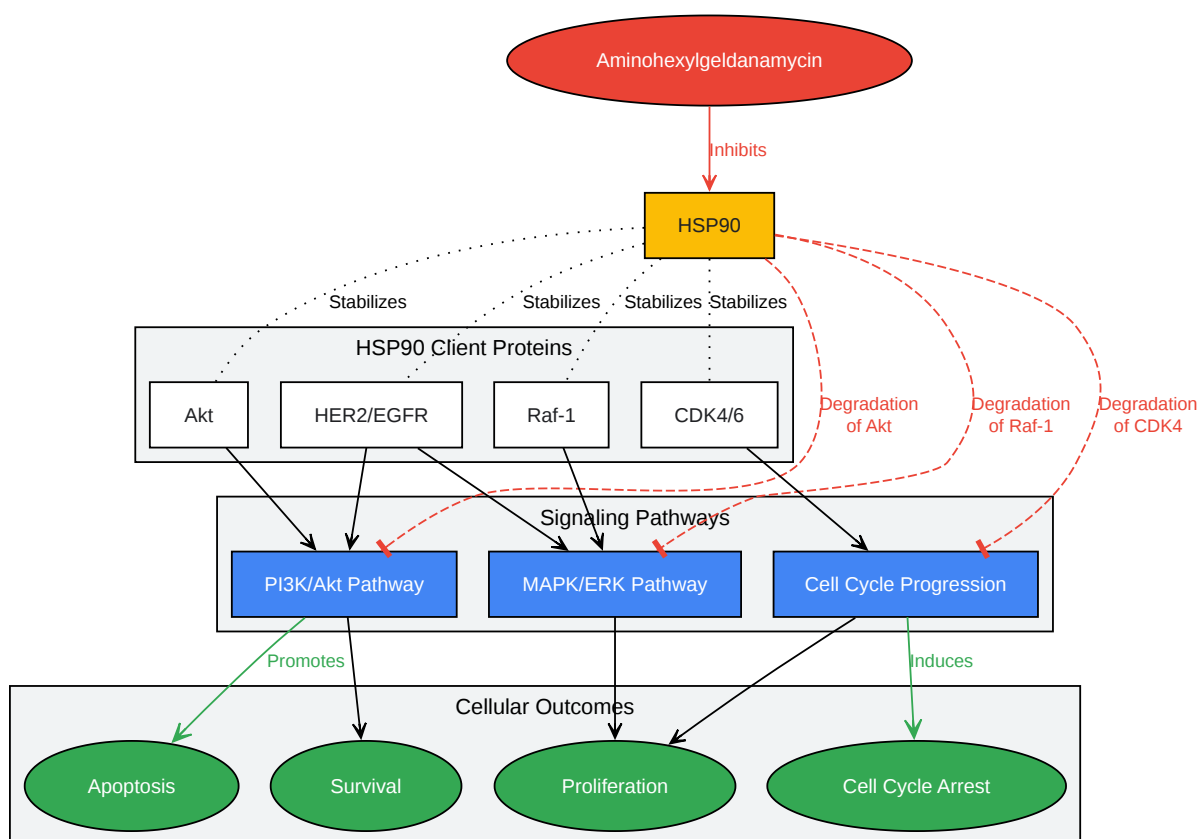 Aminohexylgeldanamycin
Inhibits
HSP90
Stabilizes
Stabilizes
Stabilizes
Stabilizes
HSP90 Client Proteins
Akt
HER2/EGFR
Raf-1
CDK4/6
Degradation
of Akt
Degradation
of Raf-1
Degradation
of CDK4
Signaling Pathways
PI3K/Akt Pathway
MAPK/ERK Pathway
Cell Cycle Progression
Promotes
Induces
Cellular Outcomes
Apoptosis
Survival
Proliferation
Cell Cycle Arrest